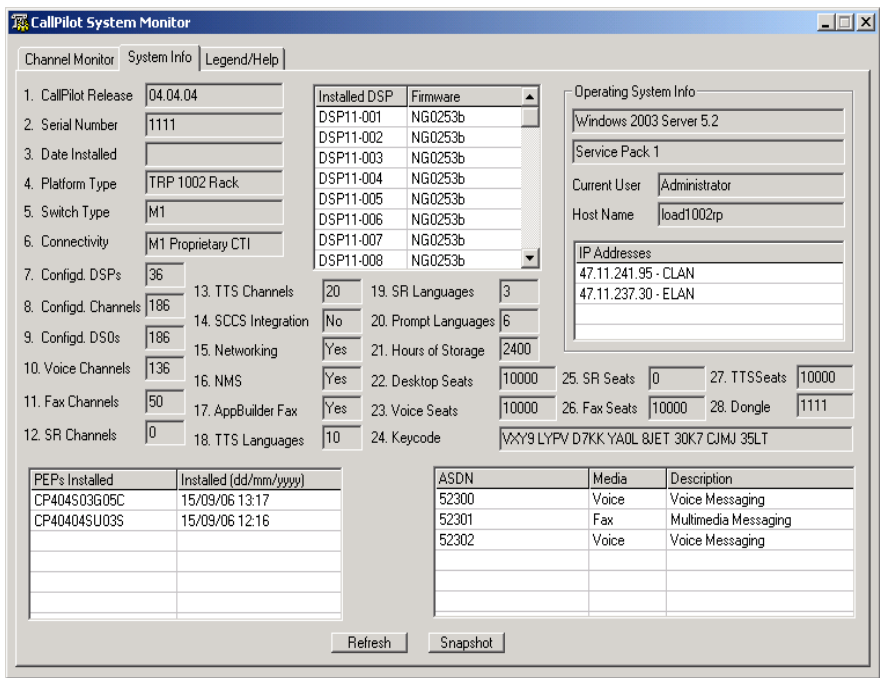 CallPilot System Monitor
Channel Monitor System Info Legend/Help
1. CallPilot Release 04.04.04
2. Serial Number 1111
3. Date Installed
4. Platform Type TRP 1002 Rack
5. Switch Type M1
6. Connectivity M1 Proprietary CTI
7. Configd. DSPs 36
8. Configd. Channels 186
9. Configd. DS0s 186
10. Voice Channels 136
11. Fax Channels 50
12. SR Channels 0
Installed DSP Firmware
DSP11-001 NG0253b
DSP11-002 NG0253b
DSP11-003 NG0253b
DSP11-004 NG0253b
DSP11-005 NG0253b
DSP11-006 NG0253b
DSP11-007 NG0253b
DSP11-008 NG0253b
Operating System Info
Windows 2003 Server 5.2
Service Pack 1
Current User Administrator
Host Name load1002rp
IP Addresses
47.11.241.95 - CLAN
47.11.237.30 - ELAN
13. TTS Channels 20
14. SCCS Integration No
15. Networking Yes
16. NMS Yes
17. AppBuilder Fax Yes
18. TTS Languages 10
19. SR Languages 3
20. Prompt Languages 6
21. Hours of Storage 2400
22. Desktop Seats 10000
23. Voice Seats 10000
24. Keycode VXY9 LYPV D7KK YA0L 8JET 30K7 CJMJ 35LT
25. SR Seats 0
26. Fax Seats 10000
27. TTSSeats 10000
28. Dongle 1111
PEPs Installed Installed (dd/mm/yyyy)
CP404S03G05C 15/09/06 13:17
CP40404SU03S 15/09/06 12:16
ASDN Media Description
52300 Voice Voice Messaging
52301 Fax Multimedia Messaging
52302 Voice Voice Messaging
Refresh Snapshot